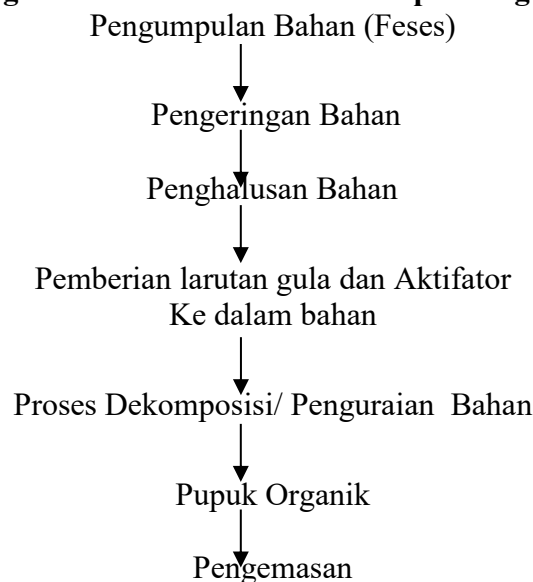 Pengumpulan Bahan (Feses)
Pengeringan Bahan
Penghalusan Bahan
Pemberian larutan gula dan Aktifator
Ke dalam bahan
Proses Dekomposisi/ Penguraian Bahan
Pupuk Organik
Pengemasan